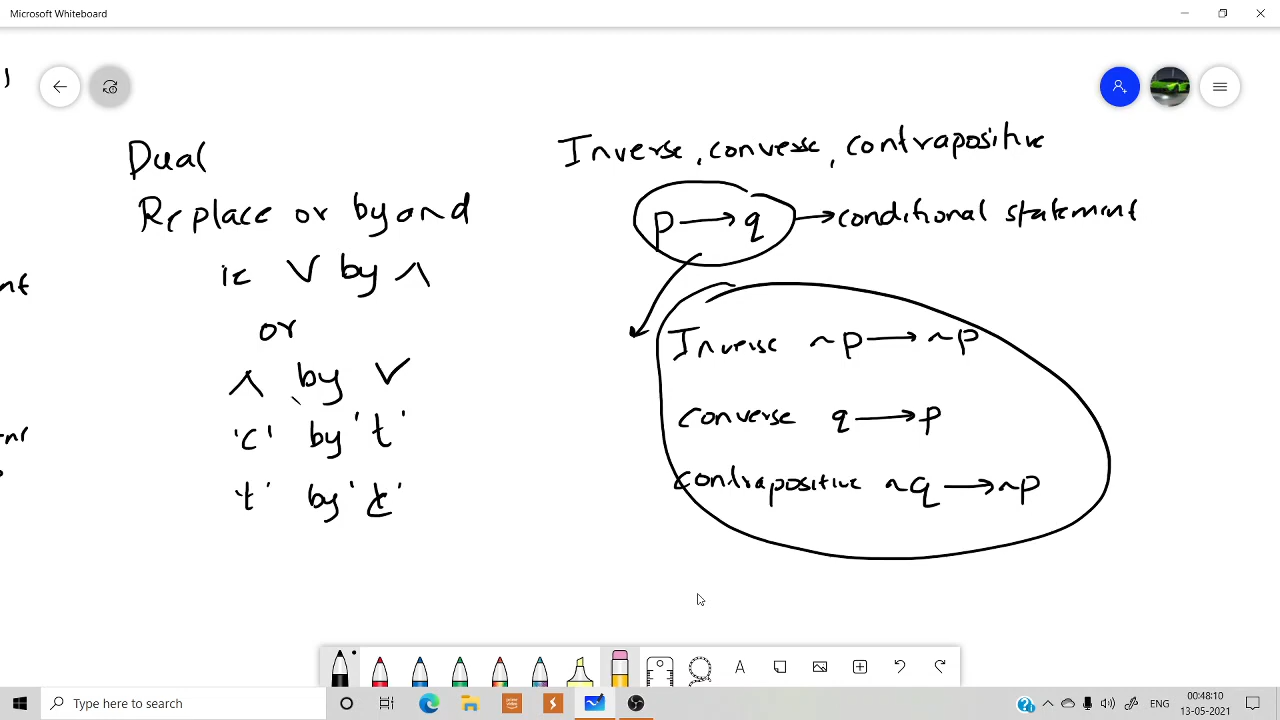 Microsoft Whiteboard
Dual
Replace or by and
ie ∨ by ∧
or
∧ by ∨
'c' by 't'
't' by 'c'
Inverse, converse, contrapositive
p → q → conditional statement
Inverse ~p → ~p
converse q → p
contrapositive ~q → ~p
A
Type here to search
ENG
00:48:10
13-05-2021